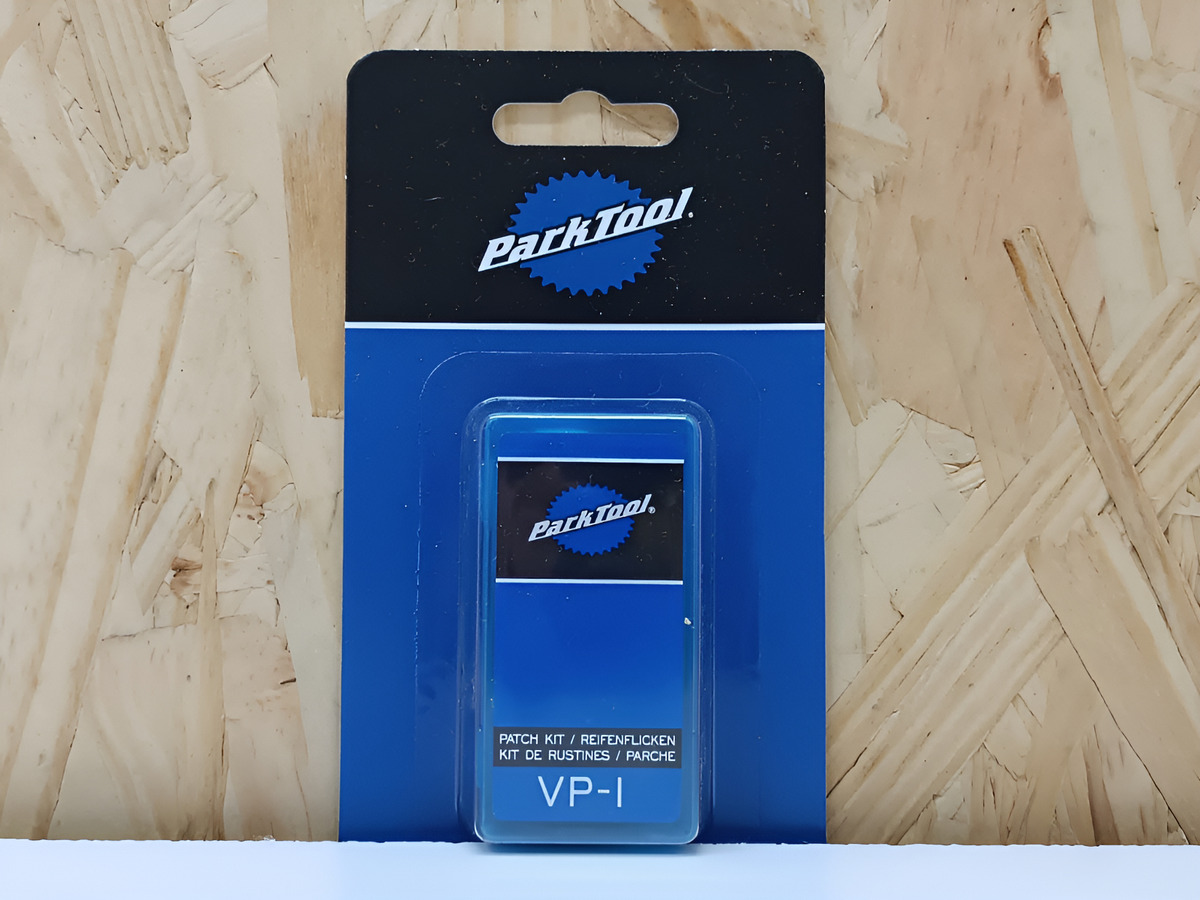 ParkTool®
ParkTool®
PATCH KIT / REIFENFLICKEN
KIT DE RUSTINES / PARCHE
VP-1